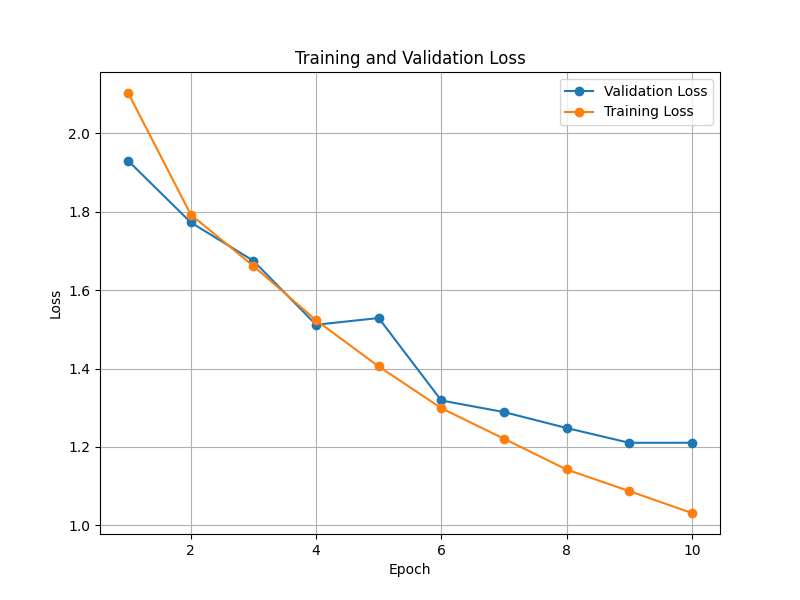 Training and Validation Loss
Validation Loss
Training Loss
Loss
2.0
1.8
1.6
1.4
1.2
1.0
2
4
6
8
10
Epoch